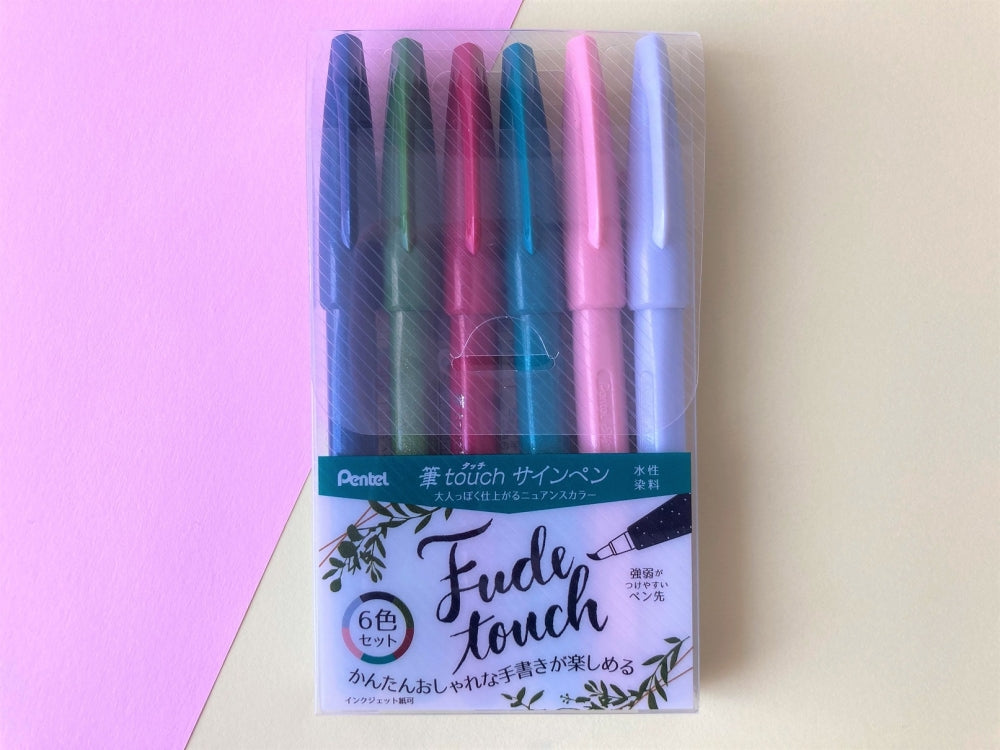 Pentel
タッチ
筆touchサインペン
大人っぽく仕上がるニュアンスカラー
水性
染料
Fude
touch
強弱が
つけやすい
ペン先
6色
セット
かんたんおしゃれな手書きが楽しめる
インクジェット紙可